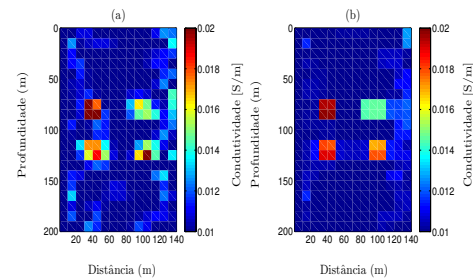 (a)
(b)
Profundidade (m)
0
50
100
150
200
20 40 60 80 100 120 140
Distância (m)
0.02
0.018
0.016
0.014
0.012
0.01
Condutividade [S/m]
Profundidade (m)
0
50
100
150
200
20 40 60 80 100 120 140
Distância (m)
0.02
0.018
0.016
0.014
0.012
0.01
Condutividade [S/m]